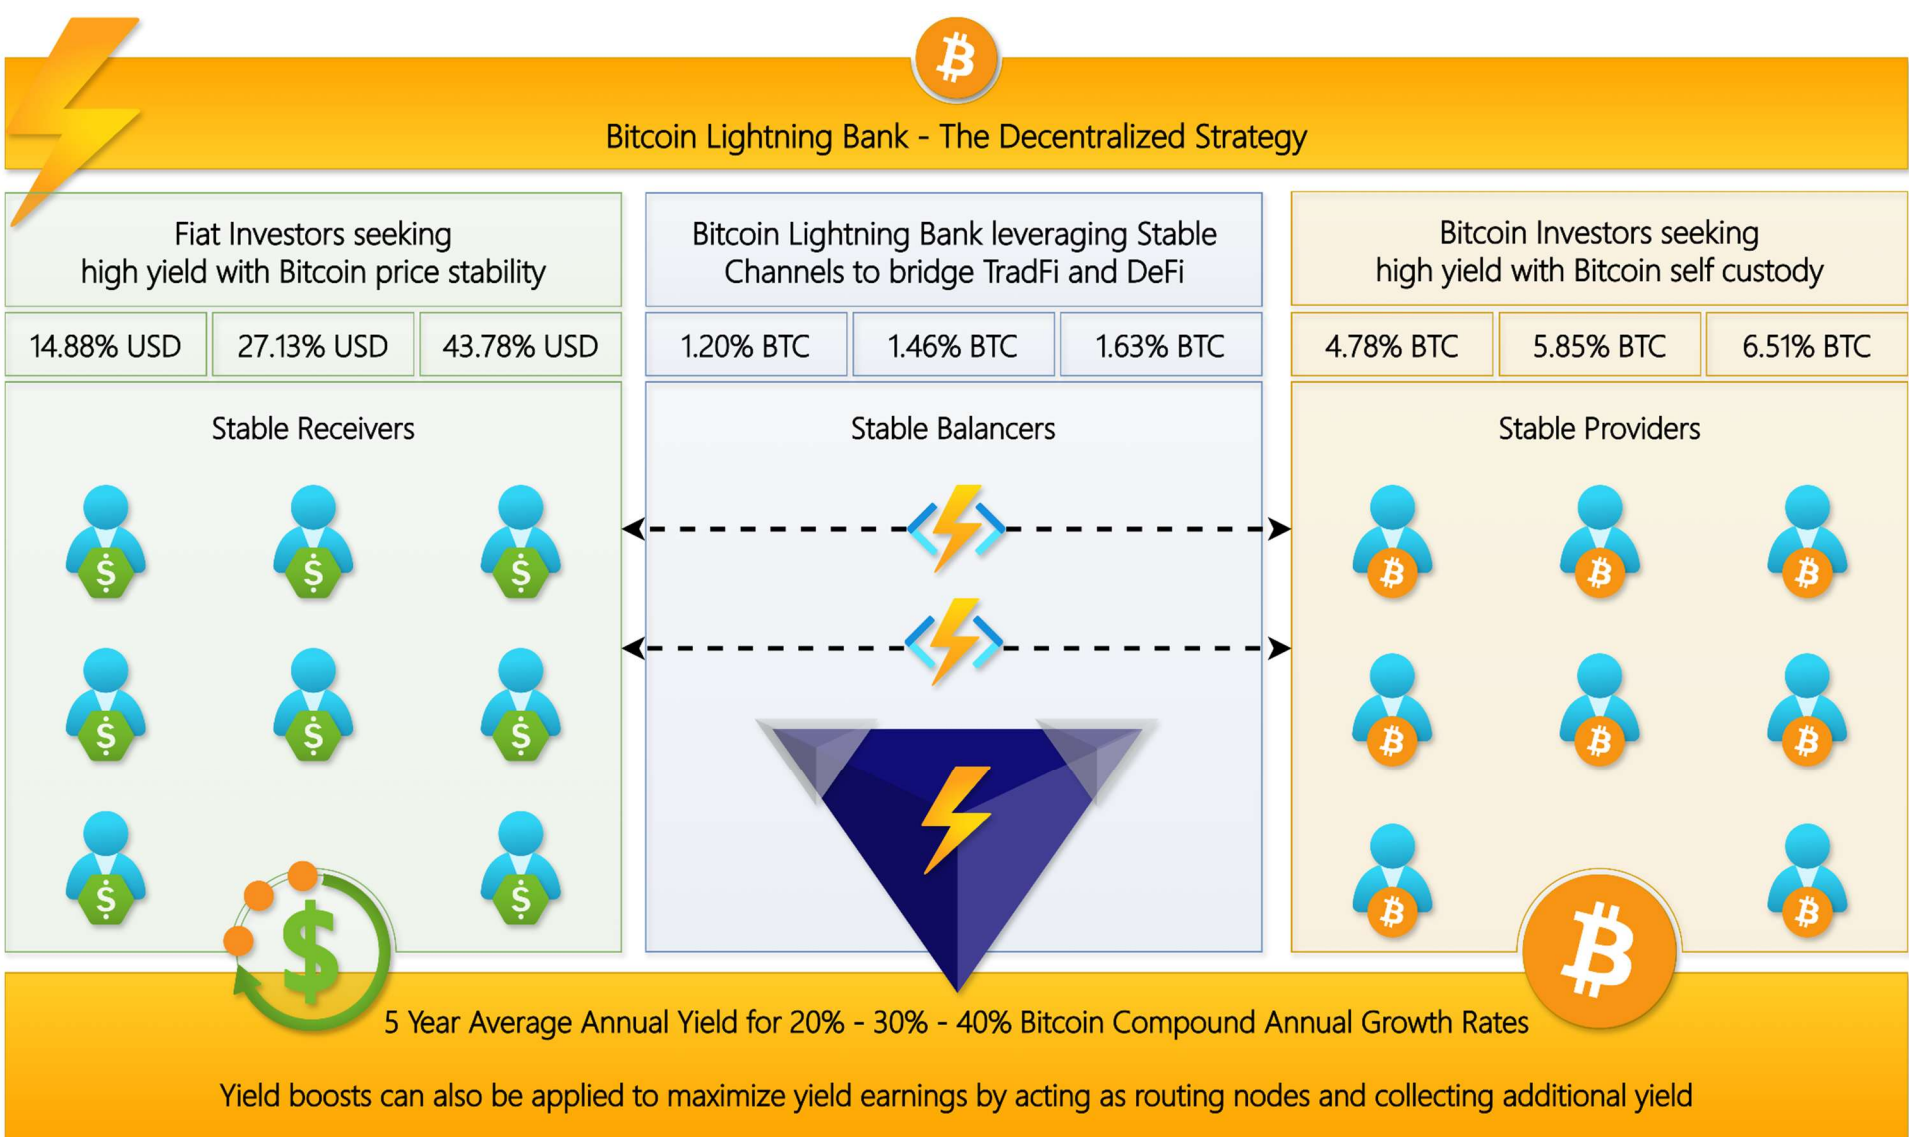 Bitcoin Lightning Bank - The Decentralized Strategy
Fiat Investors seeking
high yield with Bitcoin price stability
Bitcoin Lightning Bank leveraging Stable
Channels to bridge TradFi and DeFi
Bitcoin Investors seeking
high yield with Bitcoin self custody
14.88% USD
27.13% USD
43.78% USD
1.20% BTC
1.46% BTC
1.63% BTC
4.78% BTC
5.85% BTC
6.51% BTC
Stable Receivers
Stable Balancers
Stable Providers
5 Year Average Annual Yield for 20% - 30% - 40% Bitcoin Compound Annual Growth Rates
Yield boosts can also be applied to maximize yield earnings by acting as routing nodes and collecting additional yield